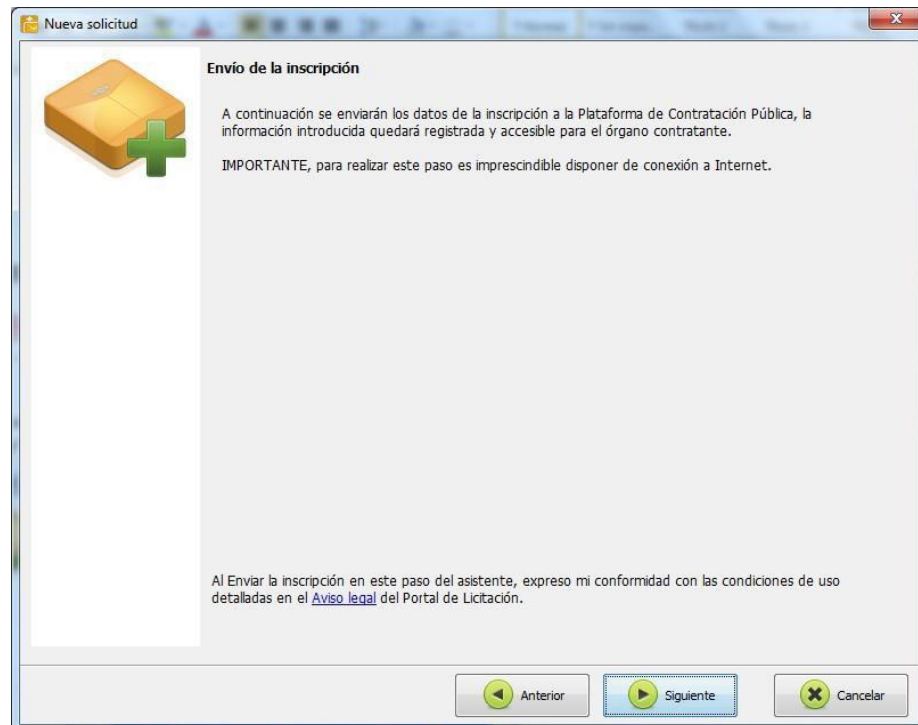 Nueva solicitud
Envío de la inscripción
A continuación se enviarán los datos de la inscripción a la Plataforma de Contratación Pública, la
información introducida quedará registrada y accesible para el órgano contratante.
IMPORTANTE, para realizar este paso es imprescindible disponer de conexión a Internet.
Al Enviar la inscripción en este paso del asistente, expreso mi conformidad con las condiciones de uso
detalladas en el Aviso legal del Portal de Licitación.
Anterior
Siguiente
Cancelar